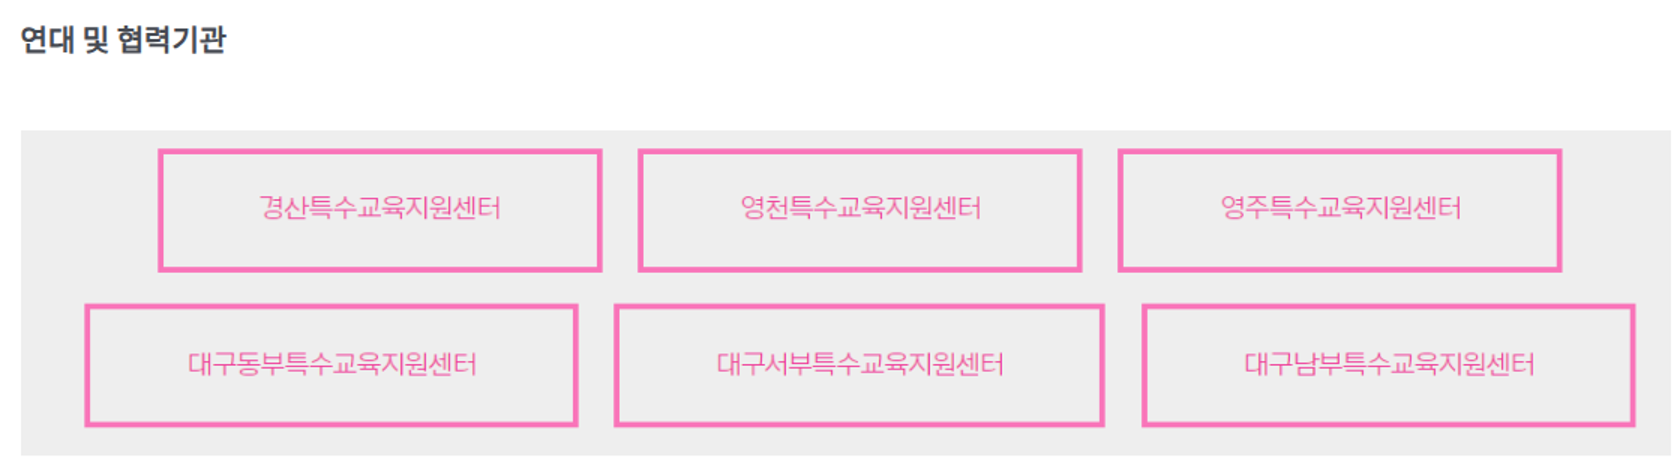 연대 및 협력기관
경산특수교육지원센터
영천특수교육지원센터
영주특수교육지원센터
대구동부특수교육지원센터
대구서부특수교육지원센터
대구남부특수교육지원센터